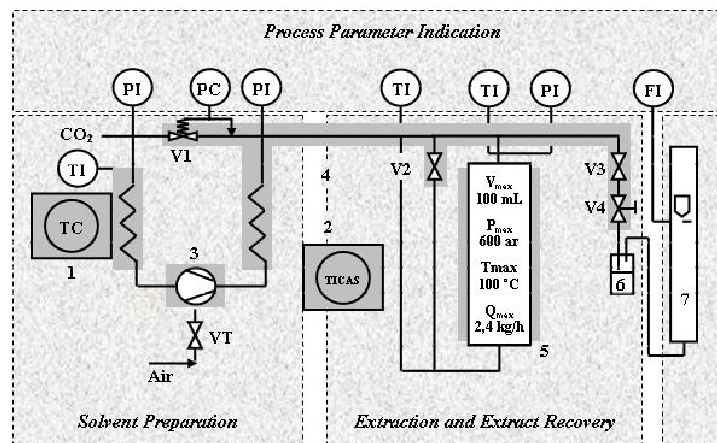 Process Parameter Indication
PI
PC
PI
TI
TI
PI
FI
CO₂
V1
TI
TC
1
3
VT
Air
4
2
TICAS
V2
Vmax
100 mL
Pmax
600 ar
Tmax
100 °C
Qmax
2,4 kg/h
5
V3
V4
6
7
Solvent Preparation
Extraction and Extract Recovery